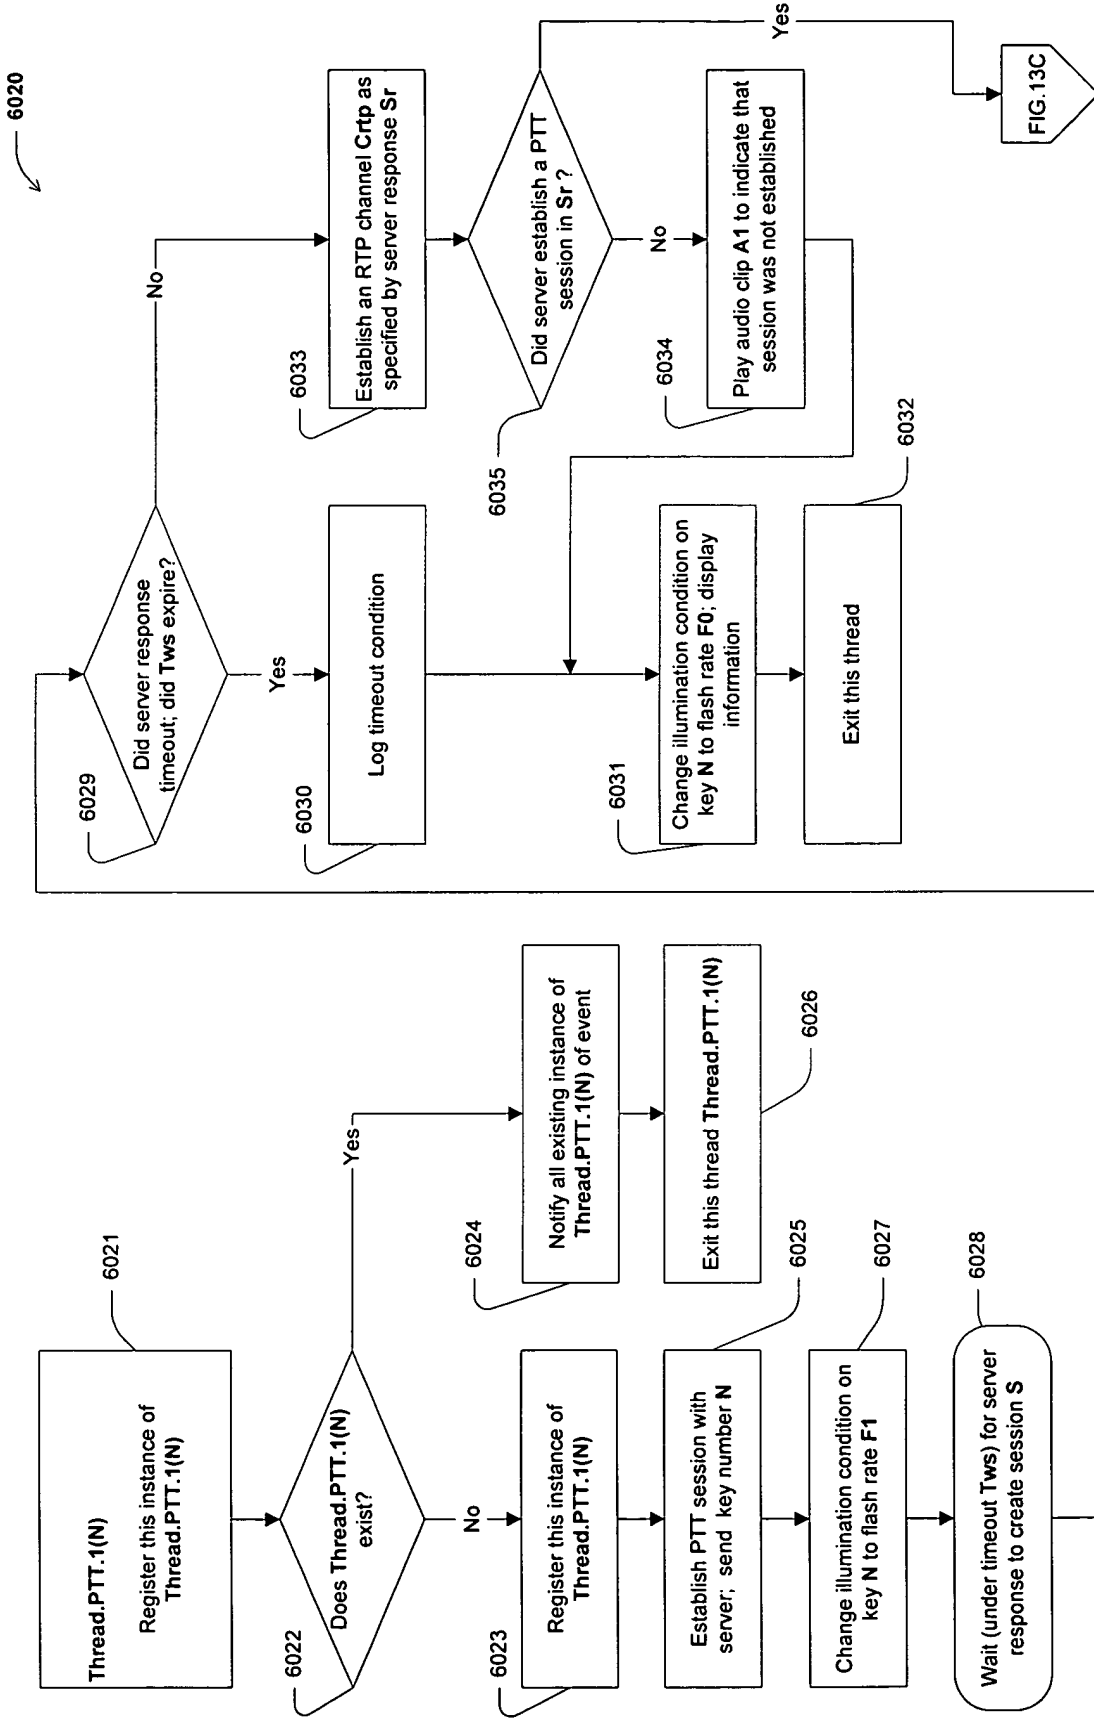 6020
Thread.PTT.1(N)
Register this instance of
Thread.PTT.1(N)
6021
Does Thread.PTT.1(N)
exist?
6022
Yes
No
Notify all existing instance of
Thread.PTT.1(N) of event
6024
Exit this thread Thread.PTT.1(N)
6026
Register this instance of
Thread.PTT.1(N)
6023
Establish PTT session with
server; send key number N
6025
Change illumination condition on
key N to flash rate F1
6027
Wait (under timeout Tws) for server
response to create session S
6028
Did server response
timeout; did Tws expire?
6029
No
Yes
Log timeout condition
6030
Change illumination condition on
key N to flash rate F0; display
information
6031
Exit this thread
6032
Establish an RTP channel Crtp as
specified by server response Sr
6033
Did server establish a PTT
session in Sr ?
6035
Yes
No
Play audio clip A1 to indicate that
session was not established
6034
FIG.13C